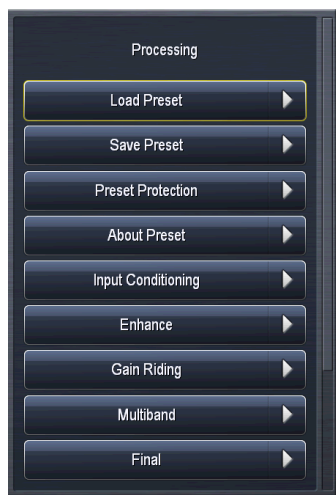 Processing
Load Preset
Save Preset
Preset Protection
About Preset
Input Conditioning
Enhance
Gain Riding
Multiband
Final